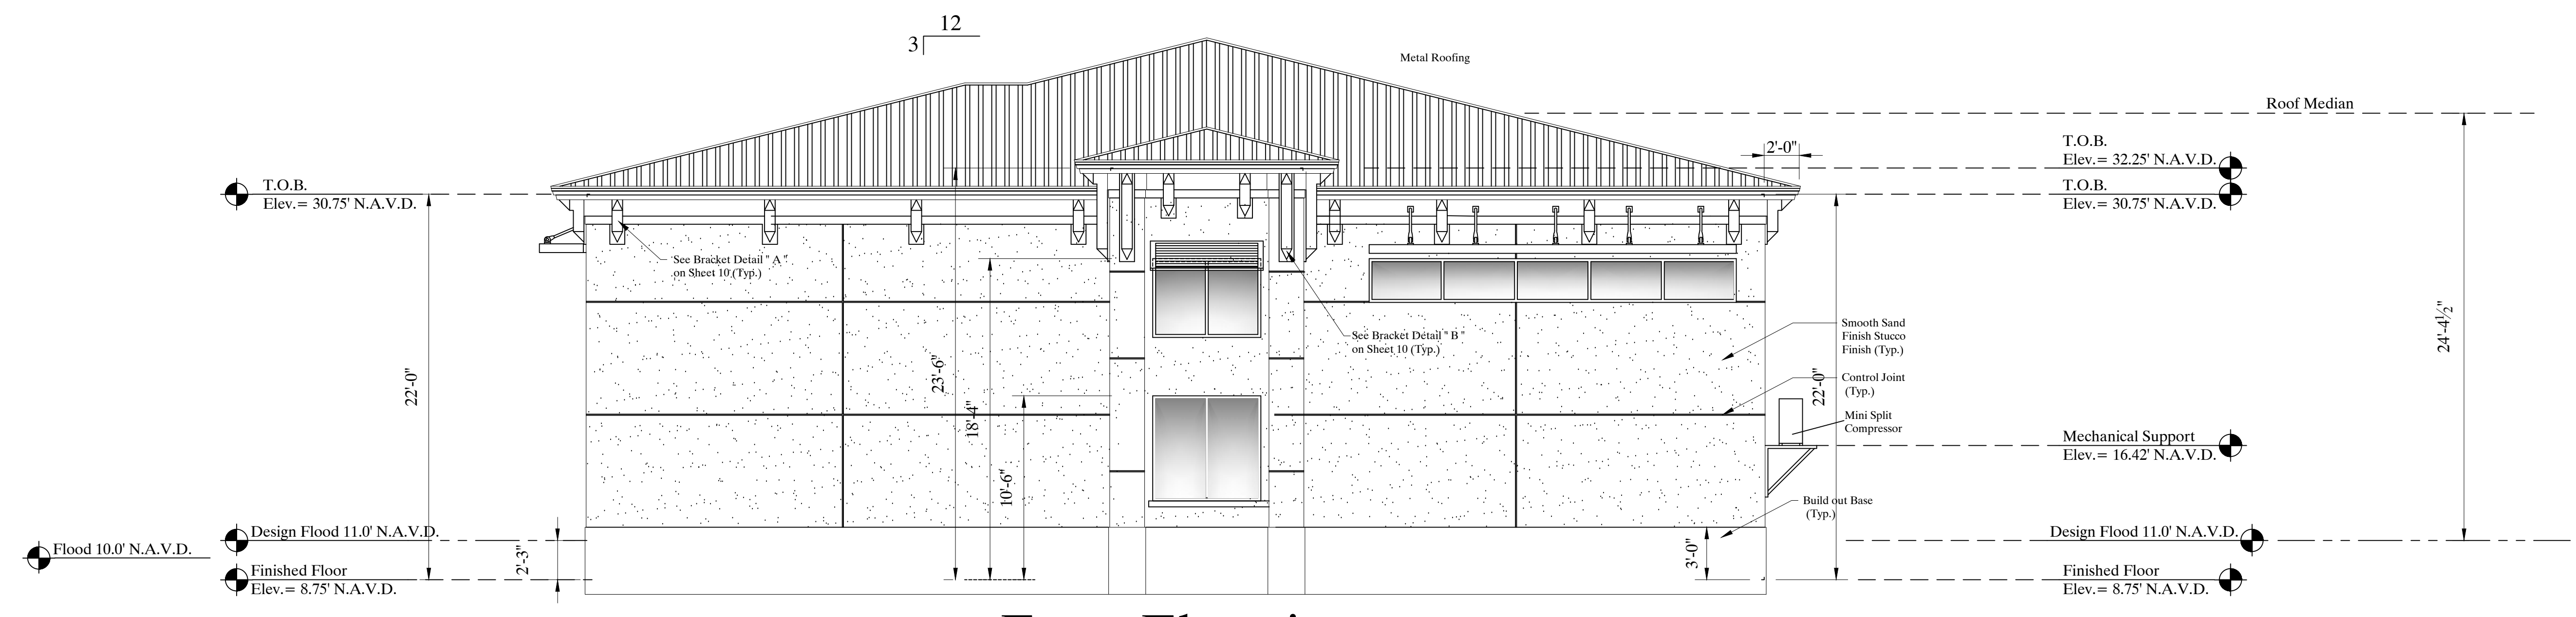 12
3
Metal Roofing
Roof Median
T.O.B.
Elev.= 32.25' N.A.V.D.
2'-0"
T.O.B.
Elev.= 30.75' N.A.V.D.
T.O.B.
Elev.= 30.75' N.A.V.D.
See Bracket Detail " A "
on Sheet 10 (Typ.)
See Bracket Detail " B "
on Sheet 10 (Typ.)
Smooth Sand
Finish Stucco
Finish (Typ.)
24'-4½"
22'-0"
23'-6"
18'-4"
10'-6"
22'-0"
Control Joint
(Typ.)
Mini Split
Compressor
Mechanical Support
Elev.= 16.42' N.A.V.D.
Build out Base
(Typ.)
Design Flood 11.0' N.A.V.D.
Design Flood 11.0' N.A.V.D.
Flood 10.0' N.A.V.D.
2'-3"
3'-0"
Finished Floor
Elev.= 8.75' N.A.V.D.
Finished Floor
Elev.= 8.75' N.A.V.D.